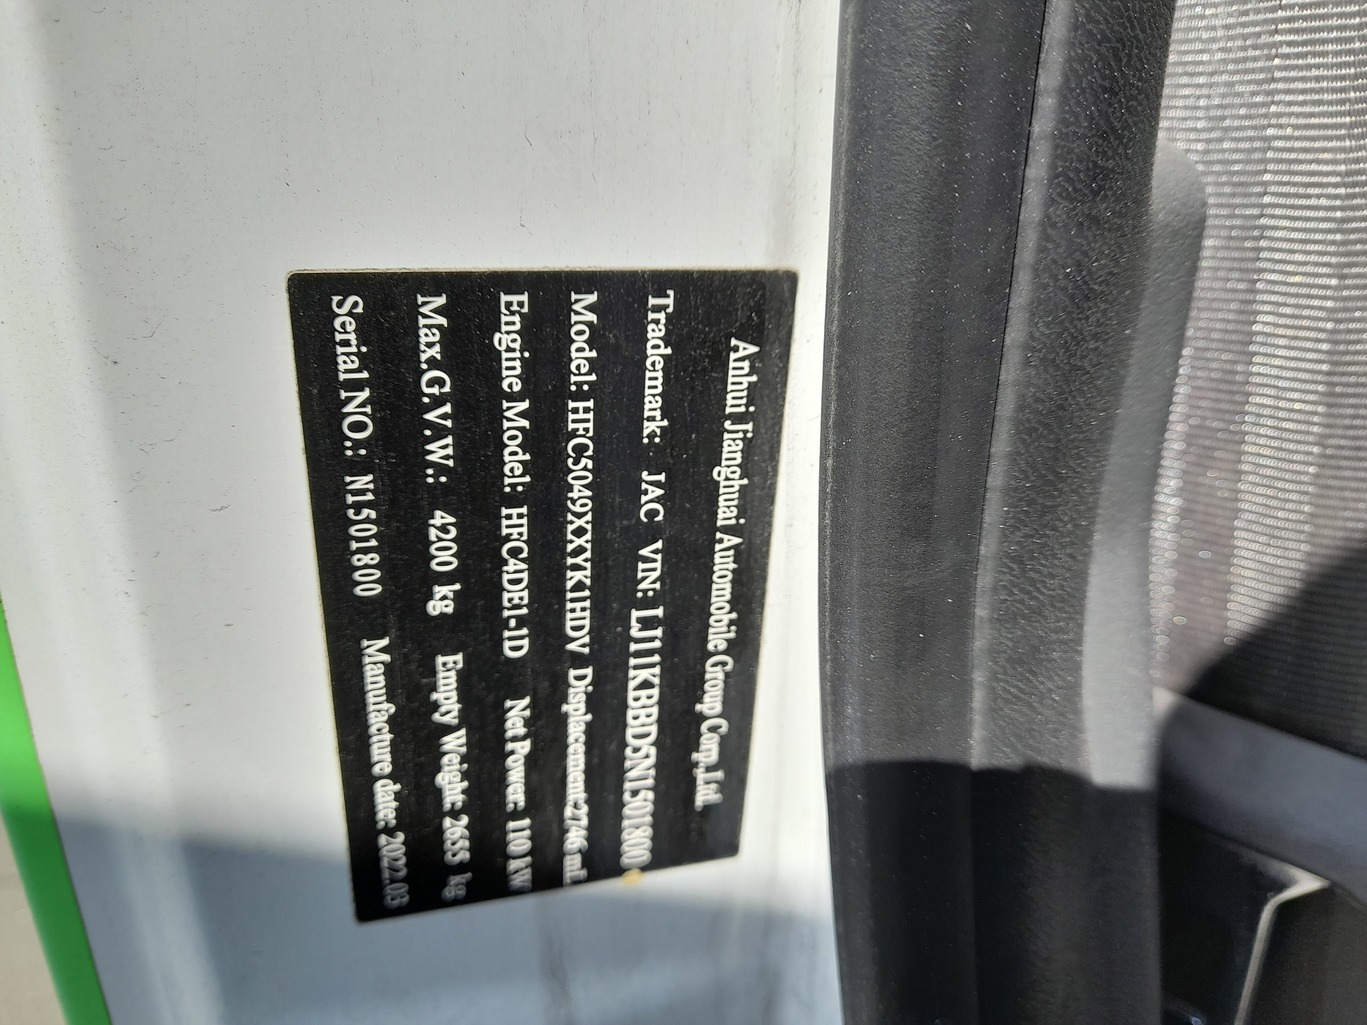 Anhui Jianghuai Automobile Group Corp.,Ltd.
Trademark: JAC VIN: LJ11KBBD5N1501800
Model: HFC5049XXYK1HDV Displacement:2746 mL
Engine Model: HFC4DE1-1D Net Power: 110 kW
Max.G.V.W.: 4200 kg Empty Weight: 2655 kg
Serial NO.: N1501800 Manufacture date: 2022.03